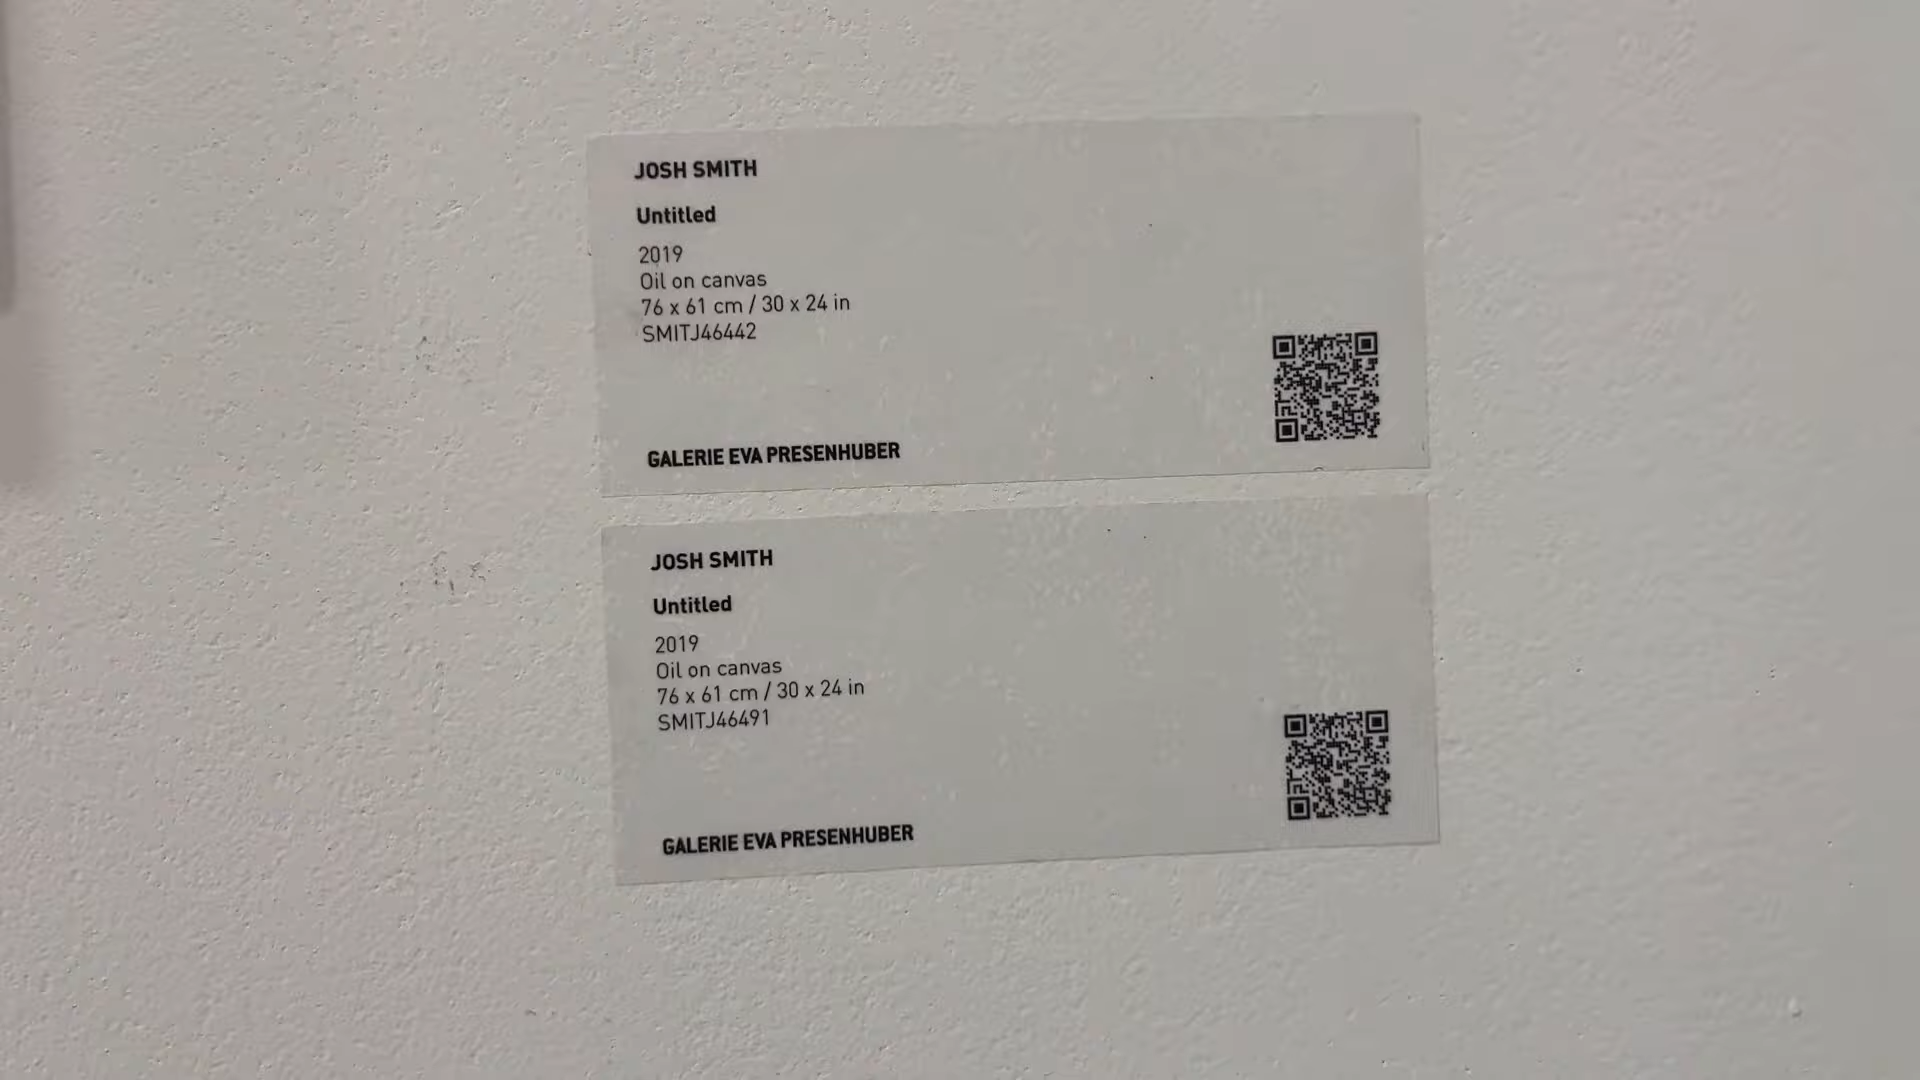 JOSH SMITH
Untitled
2019
Oil on canvas
76 x 61 cm / 30 x 24 in
SMITJ46442
GALERIE EVA PRESENHUBER
JOSH SMITH
Untitled
2019
Oil on canvas
76 x 61 cm / 30 x 24 in
SMITJ46491
GALERIE EVA PRESENHUBER